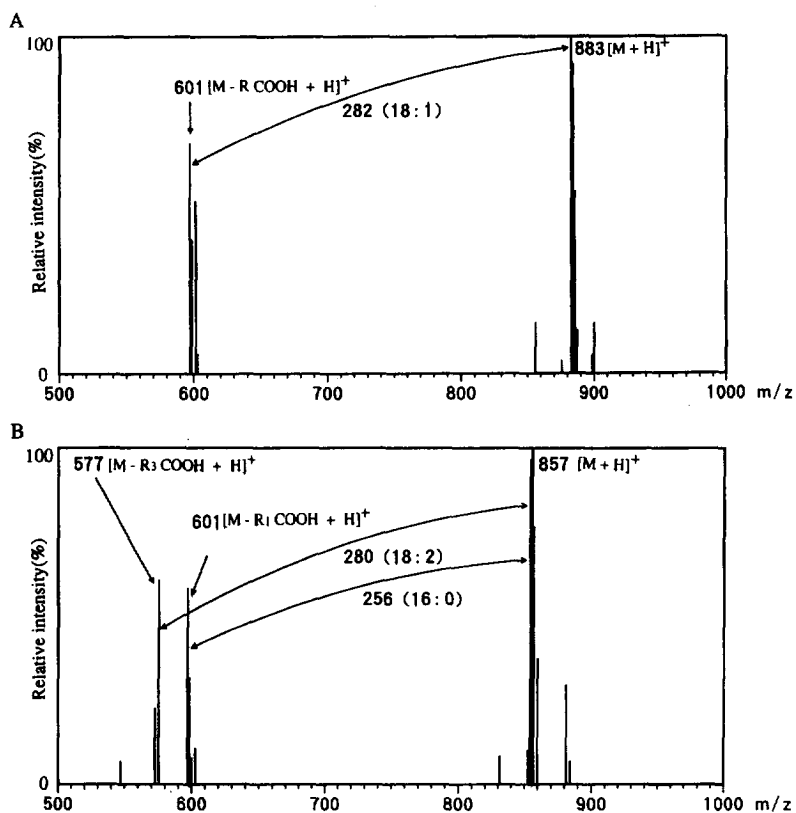 A
100
883 [M + H]⁺
601 [M - R COOH + H]⁺
282 (18 : 1)
Relative intensity(%)
0
500 600 700 800 900 1000 m/z
B
100
577 [M - R3 COOH + H]⁺
857 [M + H]⁺
601 [M - R1 COOH + H]⁺
280 (18 : 2)
256 (16 : 0)
Relative intensity(%)
0
500 600 700 800 900 1000 m/z